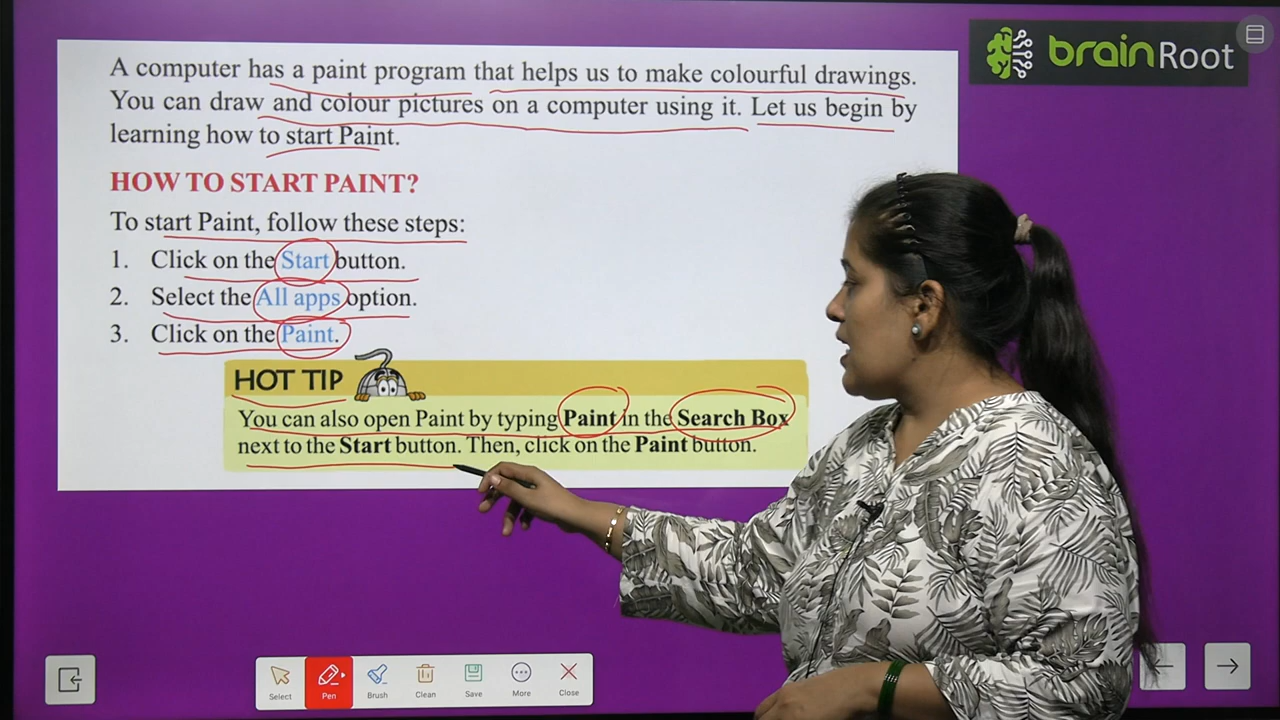 A computer has a paint program that helps us to make colourful drawings.
You can draw and colour pictures on a computer using it. Let us begin by
learning how to start Paint.
HOW TO START PAINT?
To start Paint, follow these steps:
1. Click on the Start button.
2. Select the All apps option.
3. Click on the Paint.
HOT TIP
You can also open Paint by typing Paint in the Search Box
next to the Start button. Then, click on the Paint button.
brainRoot
Select Pen Brush Clean Save More Close